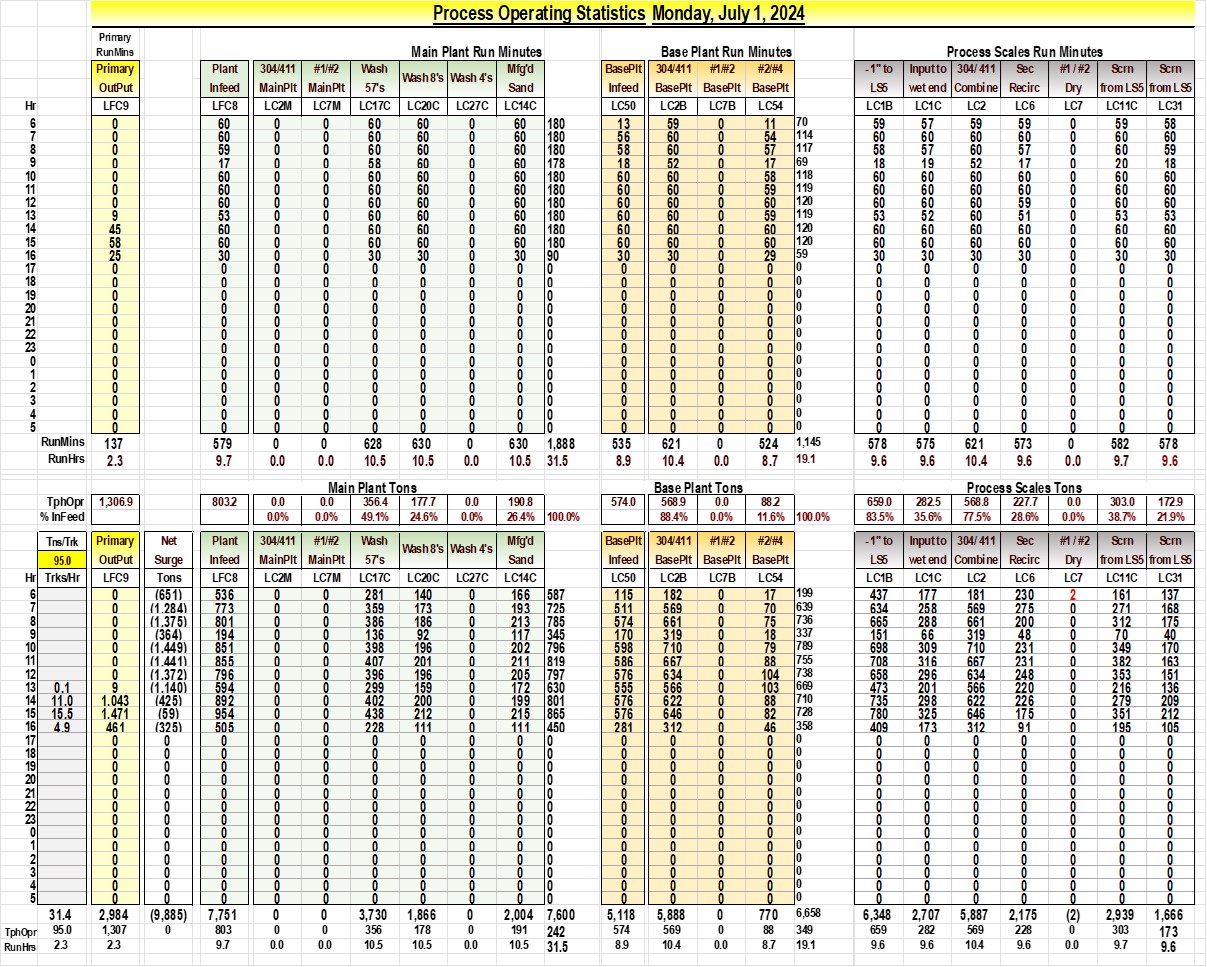 Process Operating Statistics Monday, July 1, 2024
Primary
RunMins Main Plant Run Minutes Base Plant Run Minutes Process Scales Run Minutes
Primary Plant 304/411 #1/#2 Wash Wash 8's Wash 4's Mfg'd BasePlt 304/411 #1/#2 #2/#4 -1" to Input to 304/ 411 Sec #1 / #2 Scrn Scrn
OutPut Infeed MainPlt MainPlt 57's Sand Infeed BasePlt BasePlt BasePlt LS5 wet end Combine Recirc Dry from LS5 from LS5
Hr LFC9 LFC8 LC2M LC7M LC17C LC20C LC27C LC14C LC50 LC2B LC7B LC54 LC1B LC1C LC2 LC6 LC7 LC11C LC31
6 0 60 0 0 60 60 0 60 180 13 59 0 11 70 59 57 59 59 0 59 58
7 0 60 0 0 60 60 0 60 180 56 60 0 54 114 60 60 60 60 0 60 60
8 0 59 0 0 60 60 0 60 180 58 60 0 57 117 58 57 60 57 0 60 59
9 0 17 0 0 58 60 0 60 178 18 52 0 17 69 18 19 52 17 0 20 18
10 0 60 0 0 60 60 0 60 180 60 60 0 58 118 60 60 60 60 0 60 60
11 0 60 0 0 60 60 0 60 180 60 60 0 59 119 60 60 60 60 0 60 60
12 0 60 0 0 60 60 0 60 180 60 60 0 60 120 60 60 60 59 0 60 60
13 9 53 0 0 60 60 0 60 180 60 60 0 59 119 53 52 60 51 0 53 53
14 45 60 0 0 60 60 0 60 180 60 60 0 60 120 60 60 60 60 0 60 60
15 58 60 0 0 60 60 0 60 180 60 60 0 60 120 60 60 60 60 0 60 60
16 25 30 0 0 30 30 0 30 90 30 30 0 29 59 30 30 30 30 0 30 30
17 0 0 0 0 0 0 0 0 0 0 0 0 0 0 0 0 0 0 0 0 0
18 0 0 0 0 0 0 0 0 0 0 0 0 0 0 0 0 0 0 0 0 0
19 0 0 0 0 0 0 0 0 0 0 0 0 0 0 0 0 0 0 0 0 0
20 0 0 0 0 0 0 0 0 0 0 0 0 0 0 0 0 0 0 0 0 0
21 0 0 0 0 0 0 0 0 0 0 0 0 0 0 0 0 0 0 0 0 0
22 0 0 0 0 0 0 0 0 0 0 0 0 0 0 0 0 0 0 0 0 0
23 0 0 0 0 0 0 0 0 0 0 0 0 0 0 0 0 0 0 0 0 0
0 0 0 0 0 0 0 0 0 0 0 0 0 0 0 0 0 0 0 0 0 0
1 0 0 0 0 0 0 0 0 0 0 0 0 0 0 0 0 0 0 0 0 0
2 0 0 0 0 0 0 0 0 0 0 0 0 0 0 0 0 0 0 0 0 0
3 0 0 0 0 0 0 0 0 0 0 0 0 0 0 0 0 0 0 0 0 0
4 0 0 0 0 0 0 0 0 0 0 0 0 0 0 0 0 0 0 0 0 0
5 0 0 0 0 0 0 0 0 0 0 0 0 0 0 0 0 0 0 0 0 0
RunMins 137 579 0 0 628 630 0 630 1,888 535 621 0 524 1,145 578 575 621 573 0 582 578
RunHrs 2.3 9.7 0.0 0.0 10.5 10.5 0.0 10.5 31.5 8.9 10.4 0.0 8.7 19.1 9.6 9.6 10.4 9.6 0.0 9.7 9.6
Main Plant Tons Base Plant Tons Process Scales Tons
TphOpr 1,306.9 803.2 0.0 0.0 356.4 177.7 0.0 190.8 574.0 568.9 0.0 88.2 659.0 282.5 568.8 227.7 0.0 303.0 172.9
% InFeed 0.0% 0.0% 49.1% 24.6% 0.0% 26.4% 100.0% 88.4% 0.0% 11.6% 100.0% 83.5% 35.6% 77.5% 28.6% 0.0% 38.7% 21.9%
Tns/Trk Primary Net Plant 304/411 #1/#2 Wash Wash 8's Wash 4's Mfg'd BasePlt 304/411 #1/#2 #2/#4 -1" to Input to 304/ 411 Sec #1 / #2 Scrn Scrn
95.0 OutPut Surge Infeed MainPlt MainPlt 57's Sand Infeed BasePlt BasePlt BasePlt LS5 wet end Combine Recirc Dry from LS5 from LS5
Hr Trks/Hr LFC9 Tons LFC8 LC2M LC7M LC17C LC20C LC27C LC14C LC50 LC2B LC7B LC54 LC1B LC1C LC2 LC6 LC7 LC11C LC31
6 0 (651) 536 0 0 281 140 0 166 587 115 182 0 17 199 437 177 181 230 2 161 137
7 0 (1.284) 773 0 0 359 173 0 193 725 511 569 0 70 639 634 258 569 275 0 271 168
8 0 (1.375) 801 0 0 386 186 0 213 785 574 661 0 75 736 665 288 661 200 0 312 175
9 0 (364) 194 0 0 136 92 0 117 345 170 319 0 18 337 151 66 319 48 0 70 40
10 0 (1.449) 851 0 0 398 196 0 202 796 598 710 0 79 789 698 309 710 231 0 349 170
11 0 (1.441) 855 0 0 407 201 0 211 819 586 667 0 88 755 708 316 667 231 0 382 163
12 0 (1.372) 796 0 0 396 196 0 205 797 576 634 0 104 738 658 296 634 248 0 353 151
13 0.1 9 (1.140) 594 0 0 299 159 0 172 630 555 566 0 103 669 473 201 566 220 0 216 136
14 11.0 1.043 (425) 892 0 0 402 200 0 199 801 576 622 0 88 710 735 298 622 226 0 279 209
15 15.5 1.471 (59) 954 0 0 438 212 0 215 865 576 646 0 82 728 780 325 646 175 0 351 212
16 4.9 461 (325) 505 0 0 228 111 0 111 450 281 312 0 46 358 409 173 312 91 0 195 105
17 0 0 0 0 0 0 0 0 0 0 0 0 0 0 0 0 0 0 0 0 0 0
18 0 0 0 0 0 0 0 0 0 0 0 0 0 0 0 0 0 0 0 0 0 0
19 0 0 0 0 0 0 0 0 0 0 0 0 0 0 0 0 0 0 0 0 0 0
20 0 0 0 0 0 0 0 0 0 0 0 0 0 0 0 0 0 0 0 0 0 0
21 0 0 0 0 0 0 0 0 0 0 0 0 0 0 0 0 0 0 0 0 0 0
22 0 0 0 0 0 0 0 0 0 0 0 0 0 0 0 0 0 0 0 0 0 0
23 0 0 0 0 0 0 0 0 0 0 0 0 0 0 0 0 0 0 0 0 0 0
0 0 0 0 0 0 0 0 0 0 0 0 0 0 0 0 0 0 0 0 0 0 0
1 0 0 0 0 0 0 0 0 0 0 0 0 0 0 0 0 0 0 0 0 0 0
2 0 0 0 0 0 0 0 0 0 0 0 0 0 0 0 0 0 0 0 0 0 0
3 0 0 0 0 0 0 0 0 0 0 0 0 0 0 0 0 0 0 0 0 0 0
4 0 0 0 0 0 0 0 0 0 0 0 0 0 0 0 0 0 0 0 0 0 0
5 0 0 0 0 0 0 0 0 0 0 0 0 0 0 0 0 0 0 0 0 0 0
31.4 2,984 (9,885) 7,751 0 0 3,730 1,866 0 2,004 7,600 5,118 5,888 0 770 6,658 6,348 2,707 5,887 2,175 (2) 2,939 1,666
TphOpr 95.0 1,307 0 803 0 0 356 178 0 191 242 574 569 0 88 349 659 282 569 228 0 303 173
RunHrs 2.3 2.3 9.7 0.0 0.0 10.5 10.5 0.0 10.5 31.5 8.9 10.4 0.0 8.7 19.1 9.6 9.6 10.4 9.6 0.0 9.7 9.6